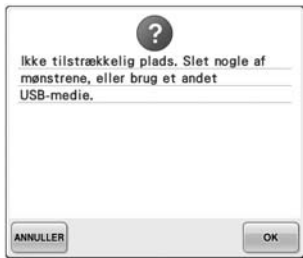 ?
Ikke tilstrækkelig plads. Slet nogle af
mønstrene, eller brug et andet
USB-medie.
ANNULLER OK